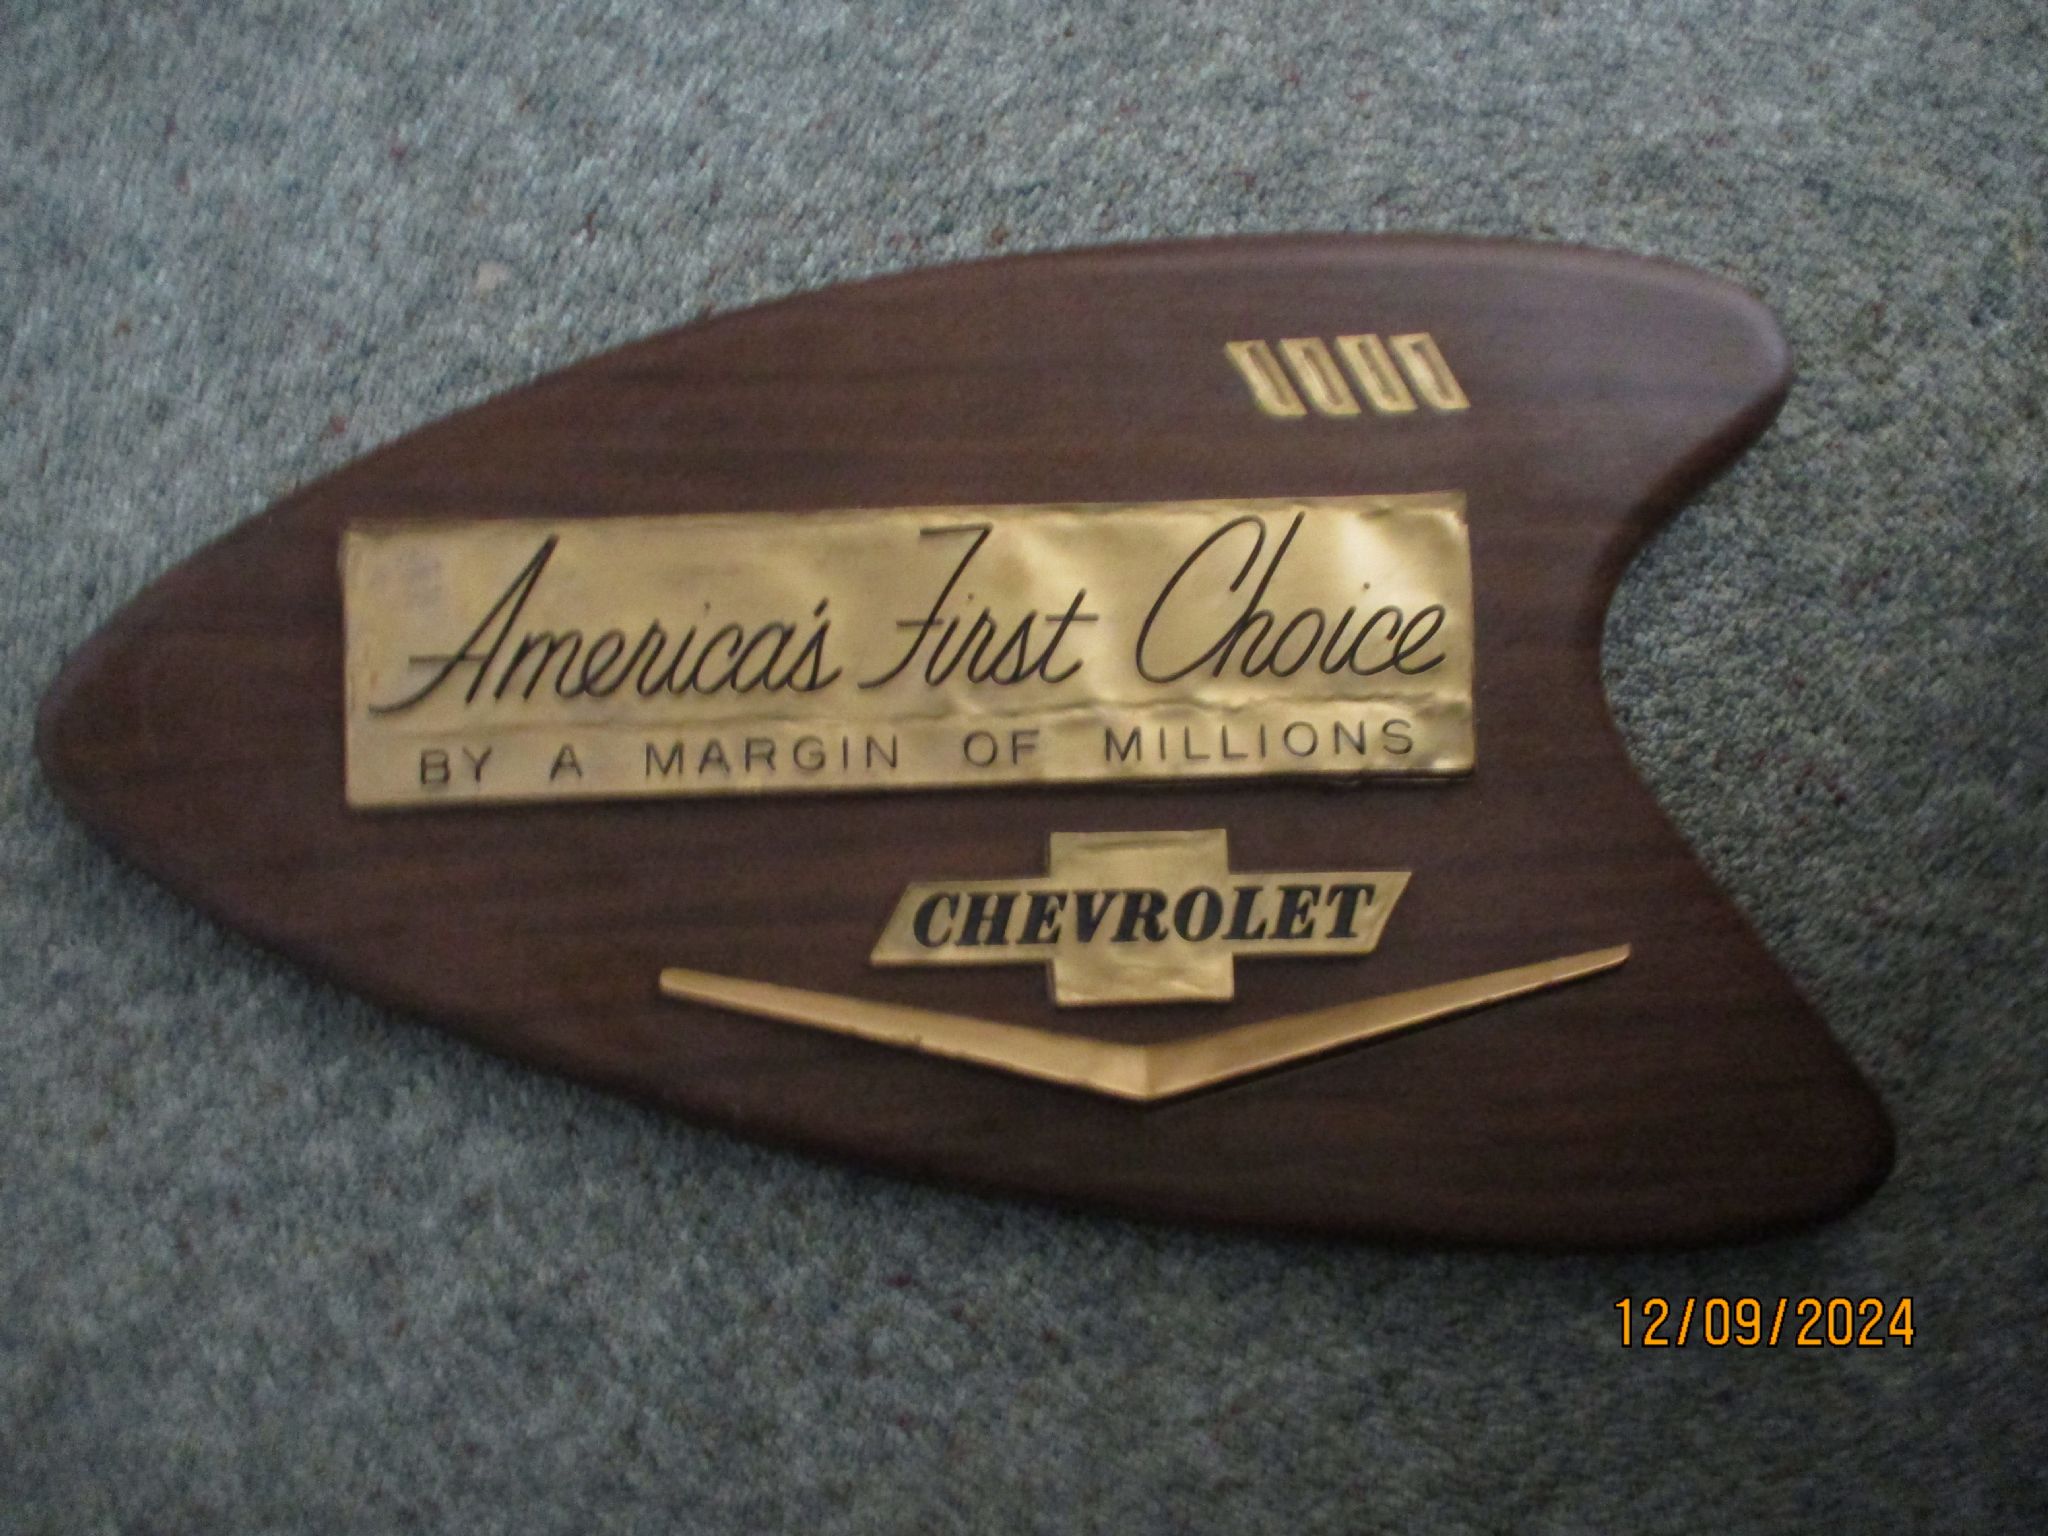 America's First Choice
BY A MARGIN OF MILLIONS
CHEVROLET
12/09/2024